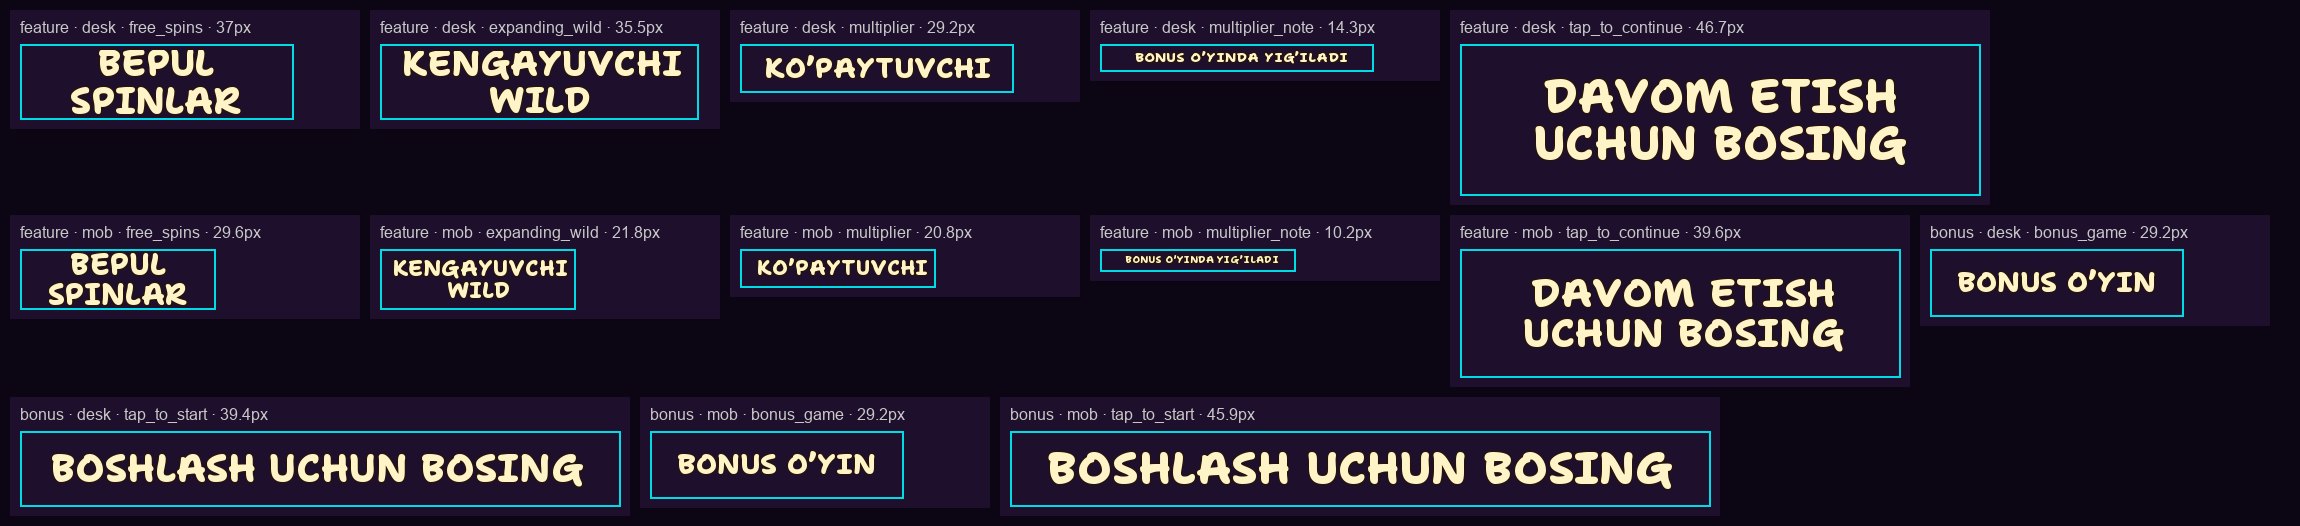 feature · desk · free_spins · 37px
BEPUL
SPINLAR
feature · desk · expanding_wild · 35.5px
KENGAYUVCHI
WILD
feature · desk · multiplier · 29.2px
KO'PAYTUVCHI
feature · desk · multiplier_note · 14.3px
BONUS O'YINDA YIG'ILADI
feature · desk · tap_to_continue · 46.7px
DAVOM ETISH
UCHUN BOSING
feature · mob · free_spins · 29.6px
BEPUL
SPINLAR
feature · mob · expanding_wild · 21.8px
KENGAYUVCHI
WILD
feature · mob · multiplier · 20.8px
KO'PAYTUVCHI
feature · mob · multiplier_note · 10.2px
BONUS O'YINDA YIG'ILADI
feature · mob · tap_to_continue · 39.6px
DAVOM ETISH
UCHUN BOSING
bonus · desk · bonus_game · 29.2px
BONUS O'YIN
bonus · desk · tap_to_start · 39.4px
BOSHLASH UCHUN BOSING
bonus · mob · bonus_game · 29.2px
BONUS O'YIN
bonus · mob · tap_to_start · 45.9px
BOSHLASH UCHUN BOSING